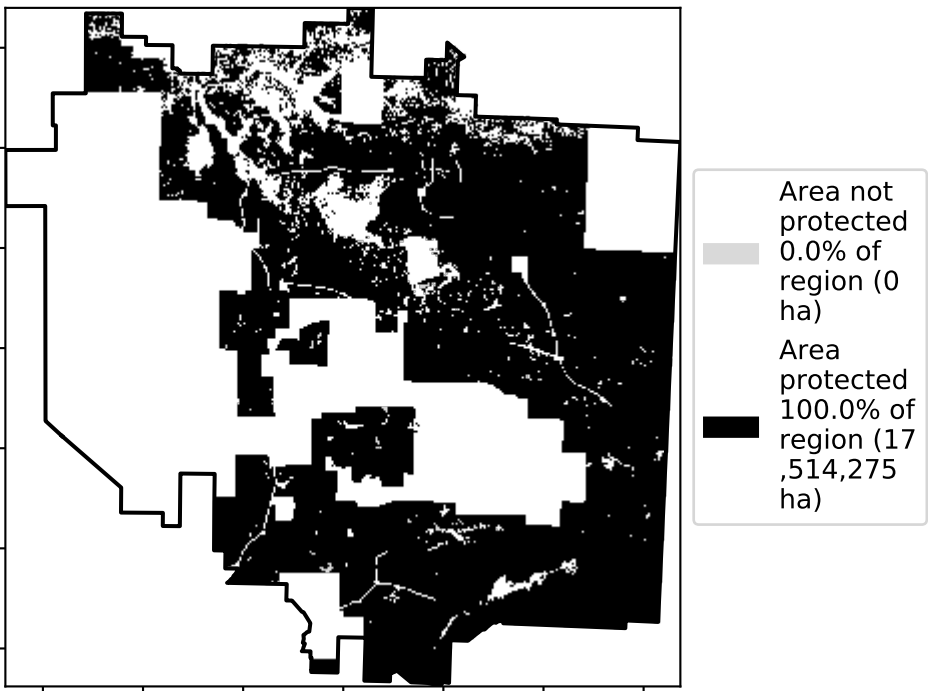 Area not
protected
0.0% of
region (0
ha)
Area
protected
100.0% of
region (17
,514,275
ha)